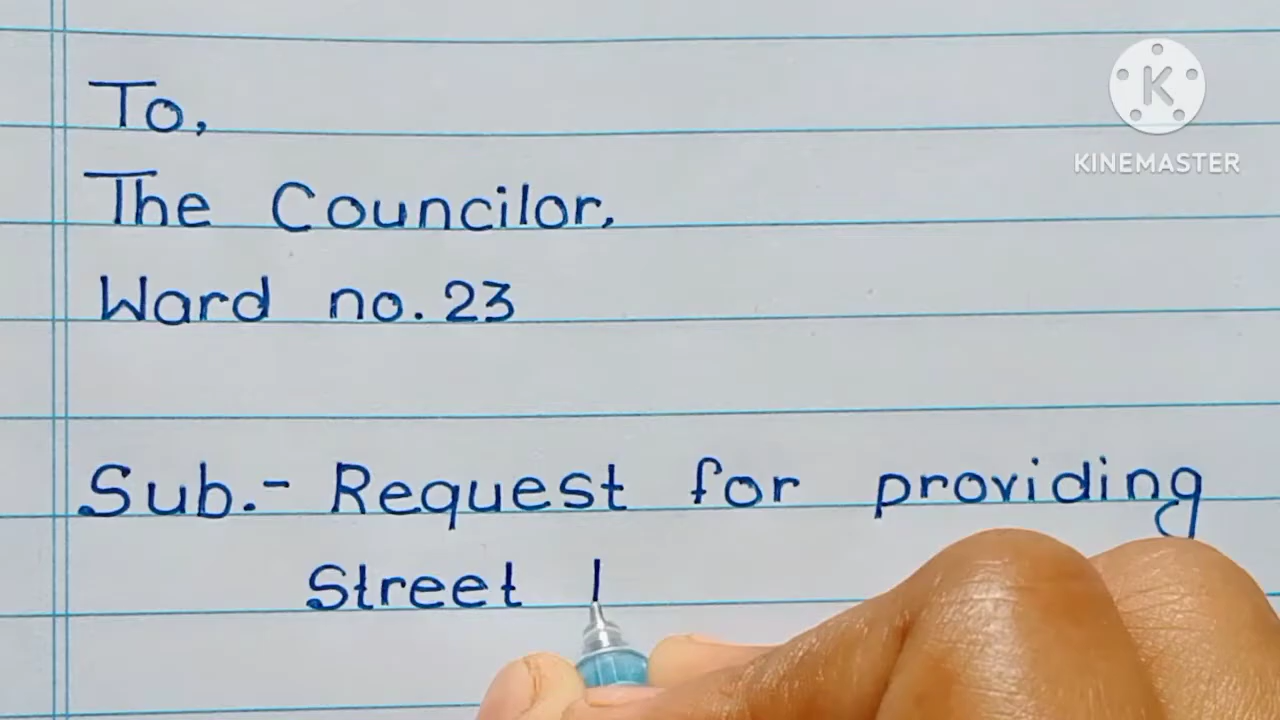 To,
The Councilor,
Ward no. 23
Sub.- Request for providing
Street l
K
KINEMASTER